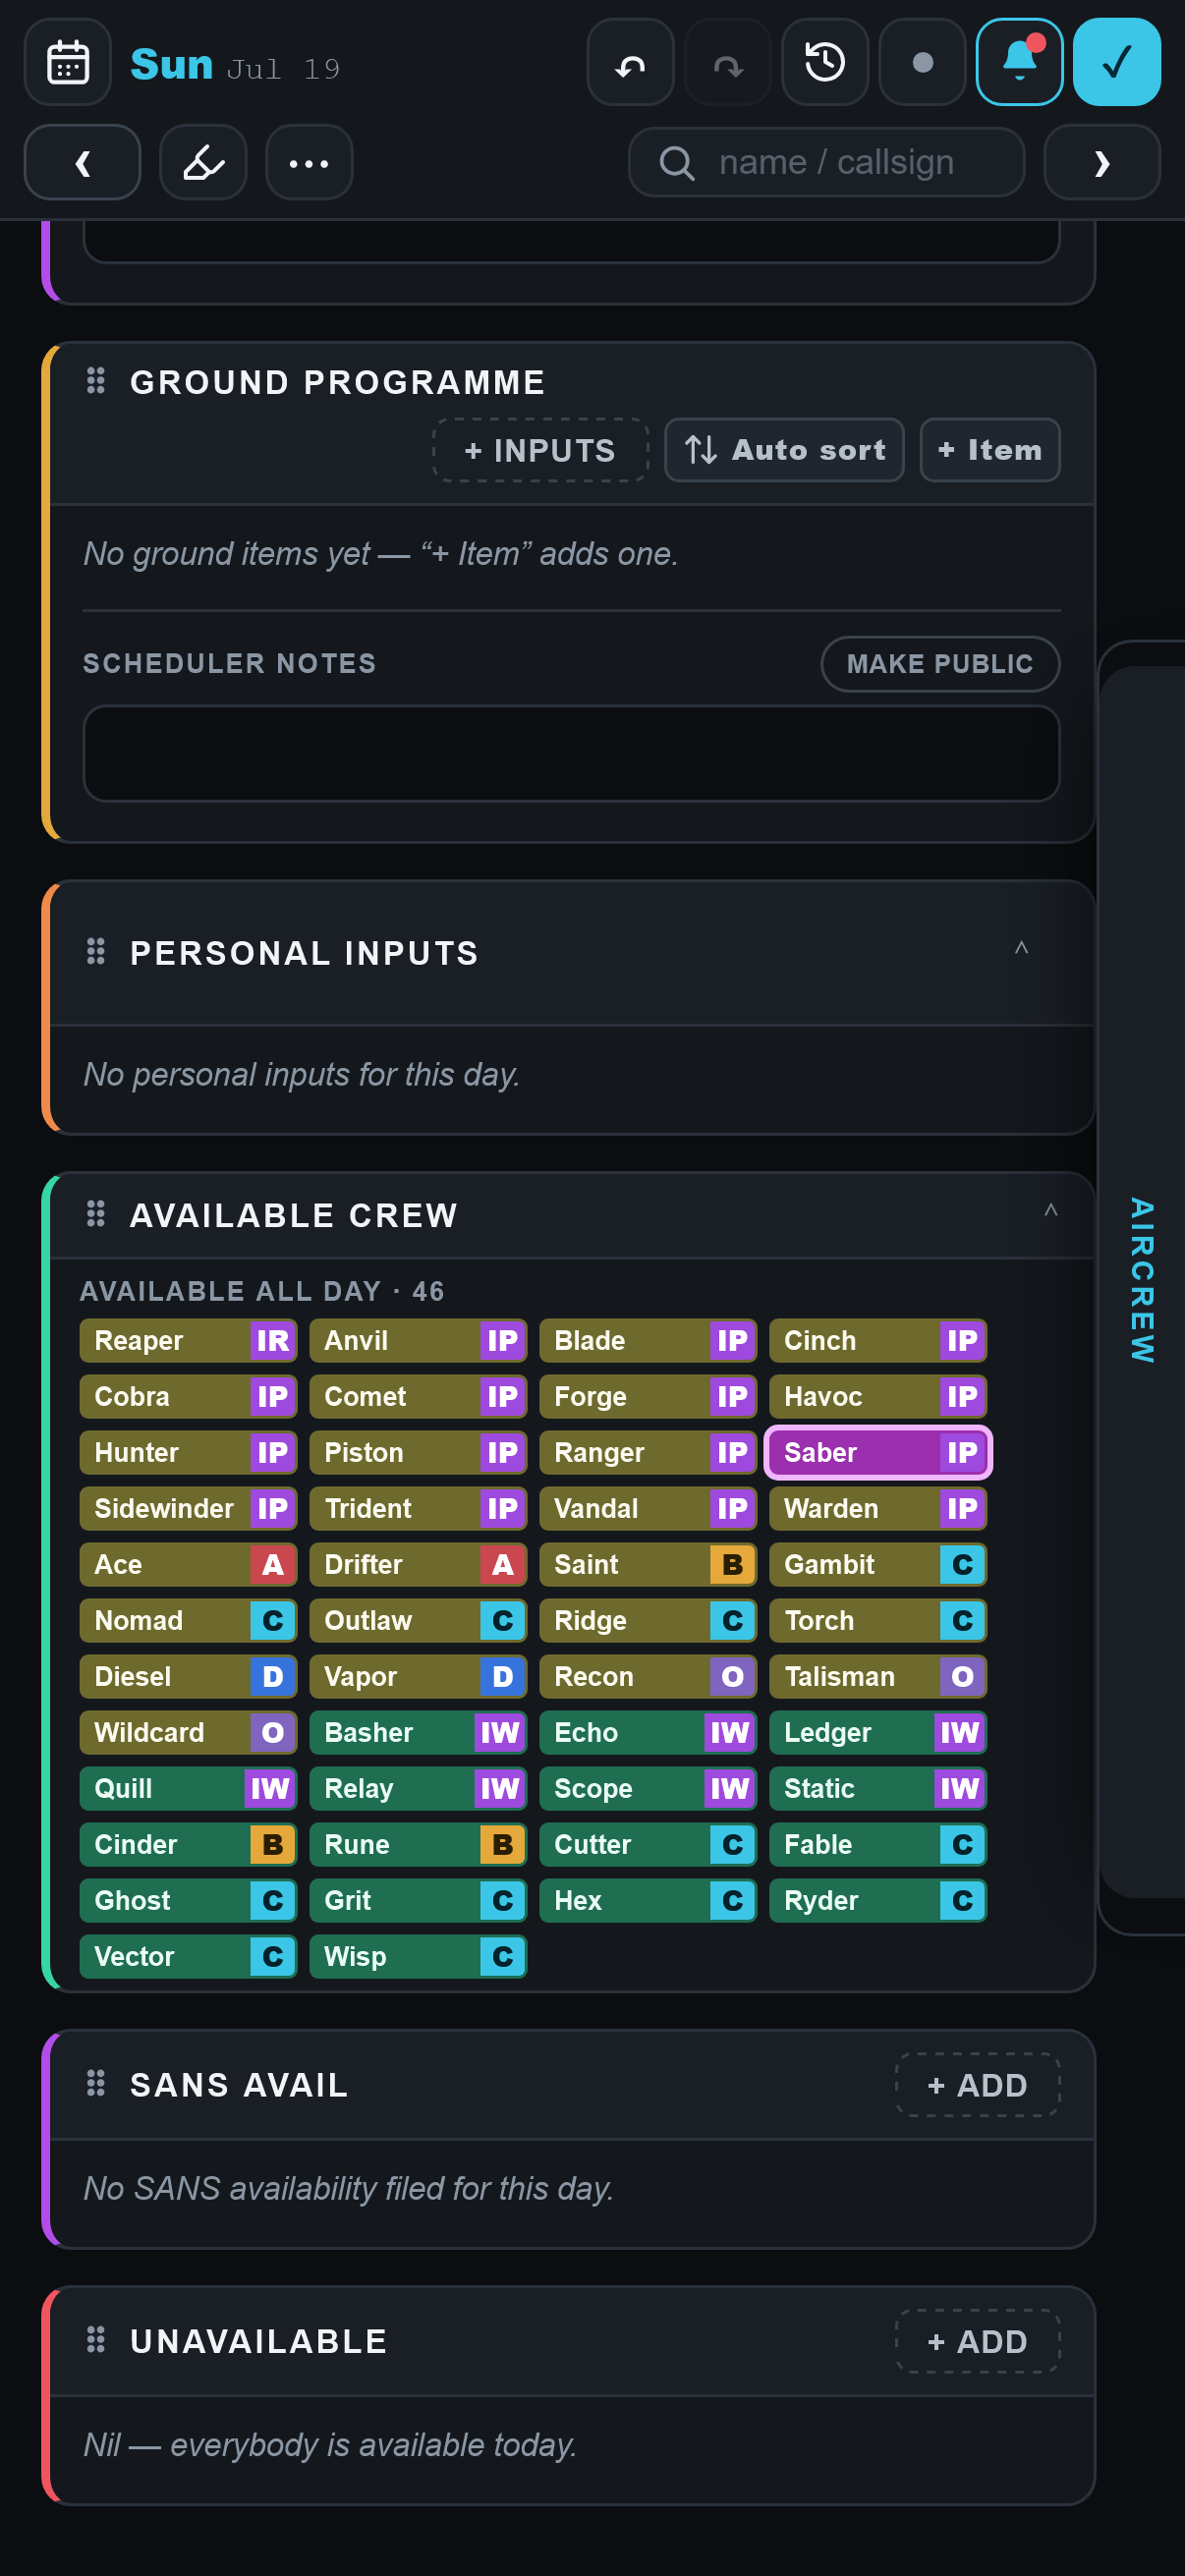 Sun Jul 19
name / callsign
GROUND PROGRAMME
+ INPUTS Auto sort + Item
No ground items yet — “+ Item” adds one.
SCHEDULER NOTES MAKE PUBLIC
PERSONAL INPUTS
No personal inputs for this day.
AVAILABLE CREW
AIRCREW
AVAILABLE ALL DAY · 46
Reaper IR Anvil IP Blade IP Cinch IP
Cobra IP Comet IP Forge IP Havoc IP
Hunter IP Piston IP Ranger IP Saber IP
Sidewinder IP Trident IP Vandal IP Warden IP
Ace A Drifter A Saint B Gambit C
Nomad C Outlaw C Ridge C Torch C
Diesel D Vapor D Recon O Talisman O
Wildcard O Basher IW Echo IW Ledger IW
Quill IW Relay IW Scope IW Static IW
Cinder B Rune B Cutter C Fable C
Ghost C Grit C Hex C Ryder C
Vector C Wisp C
SANS AVAIL + ADD
No SANS availability filed for this day.
UNAVAILABLE + ADD
Nil — everybody is available today.